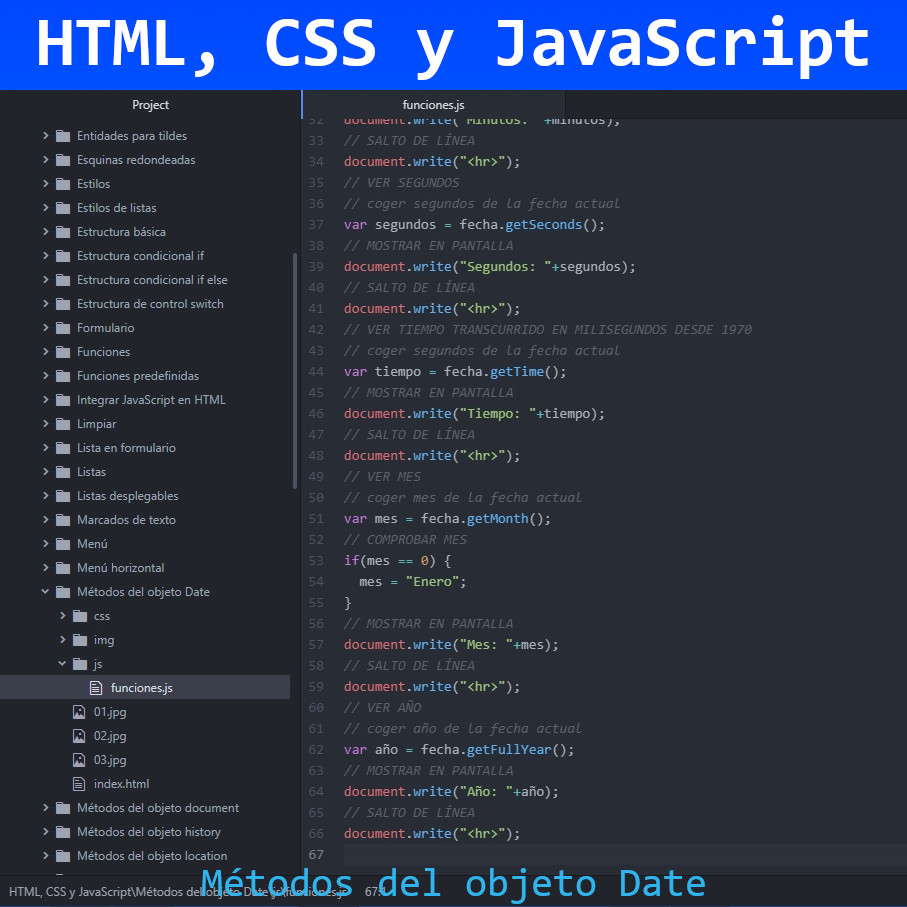 HTML, CSS y JavaScript
Project
Entidades para tildes
Esquinas redondeadas
Estilos
Estilos de listas
Estructura básica
Estructura condicional if
Estructura condicional if else
Estructura de control switch
Formulario
Funciones
Funciones predefinidas
Integrar JavaScript en HTML
Limpiar
Lista en formulario
Listas
Listas desplegables
Marcados de texto
Menú
Menú horizontal
Métodos del objeto Date
css
img
js
funciones.js
01.jpg
02.jpg
03.jpg
index.html
Métodos del objeto document
Métodos del objeto history
Métodos del objeto location
funciones.js
32 document.write("Minutos: "+minutos);
33 // SALTO DE LÍNEA
34 document.write("<hr>");
35 // VER SEGUNDOS
36 // coger segundos de la fecha actual
37 var segundos = fecha.getSeconds();
38 // MOSTRAR EN PANTALLA
39 document.write("Segundos: "+segundos);
40 // SALTO DE LÍNEA
41 document.write("<hr>");
42 // VER TIEMPO TRANSCURRIDO EN MILISEGUNDOS DESDE 1970
43 // coger segundos de la fecha actual
44 var tiempo = fecha.getTime();
45 // MOSTRAR EN PANTALLA
46 document.write("Tiempo: "+tiempo);
47 // SALTO DE LÍNEA
48 document.write("<hr>");
49 // VER MES
50 // coger mes de la fecha actual
51 var mes = fecha.getMonth();
52 // COMPROBAR MES
53 if(mes == 0) {
54 mes = "Enero";
55 }
56 // MOSTRAR EN PANTALLA
57 document.write("Mes: "+mes);
58 // SALTO DE LÍNEA
59 document.write("<hr>");
60 // VER AÑO
61 // coger año de la fecha actual
62 var año = fecha.getFullYear();
63 // MOSTRAR EN PANTALLA
64 document.write("Año: "+año);
65 // SALTO DE LÍNEA
66 document.write("<hr>");
67
HTML, CSS y JavaScript\Métodos del objeto Date\js\funciones.js 67:1
Métodos del objeto Date